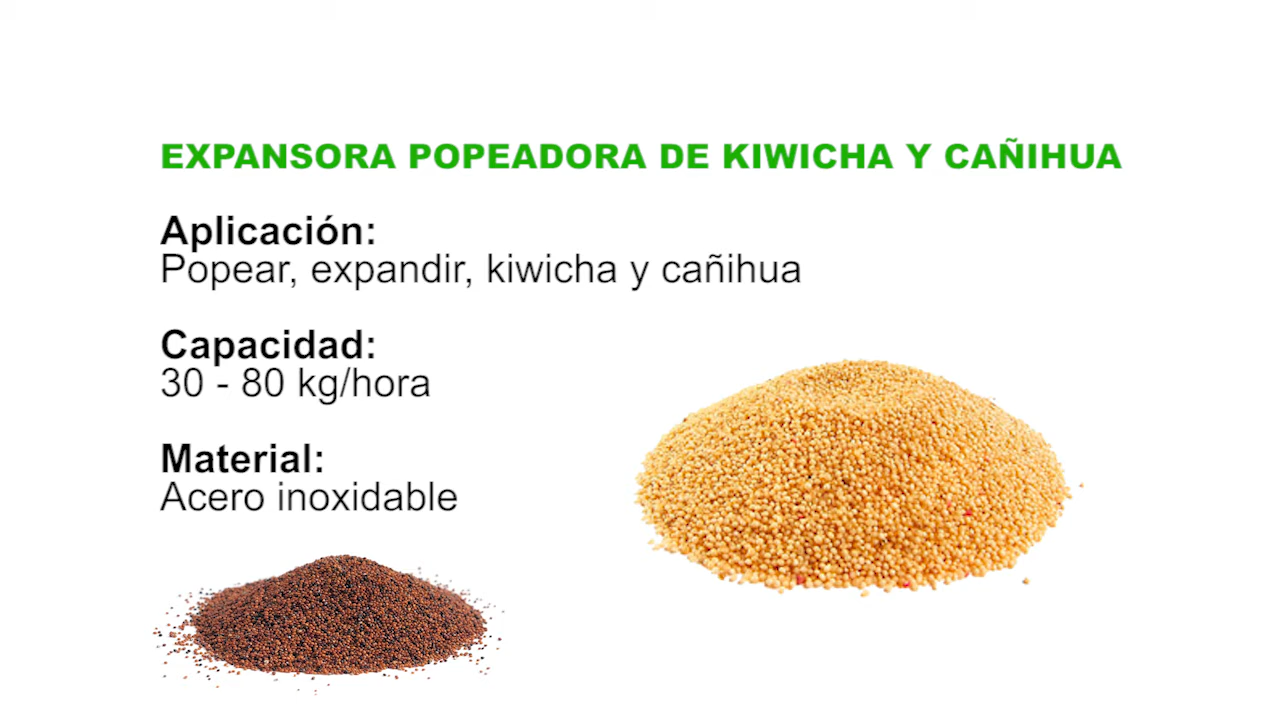 EXPANSORA POPEADORA DE KIWICHA Y CAÑIHUA
Aplicación:
Popear, expandir, kiwicha y cañihua
Capacidad:
30 - 80 kg/hora
Material:
Acero inoxidable